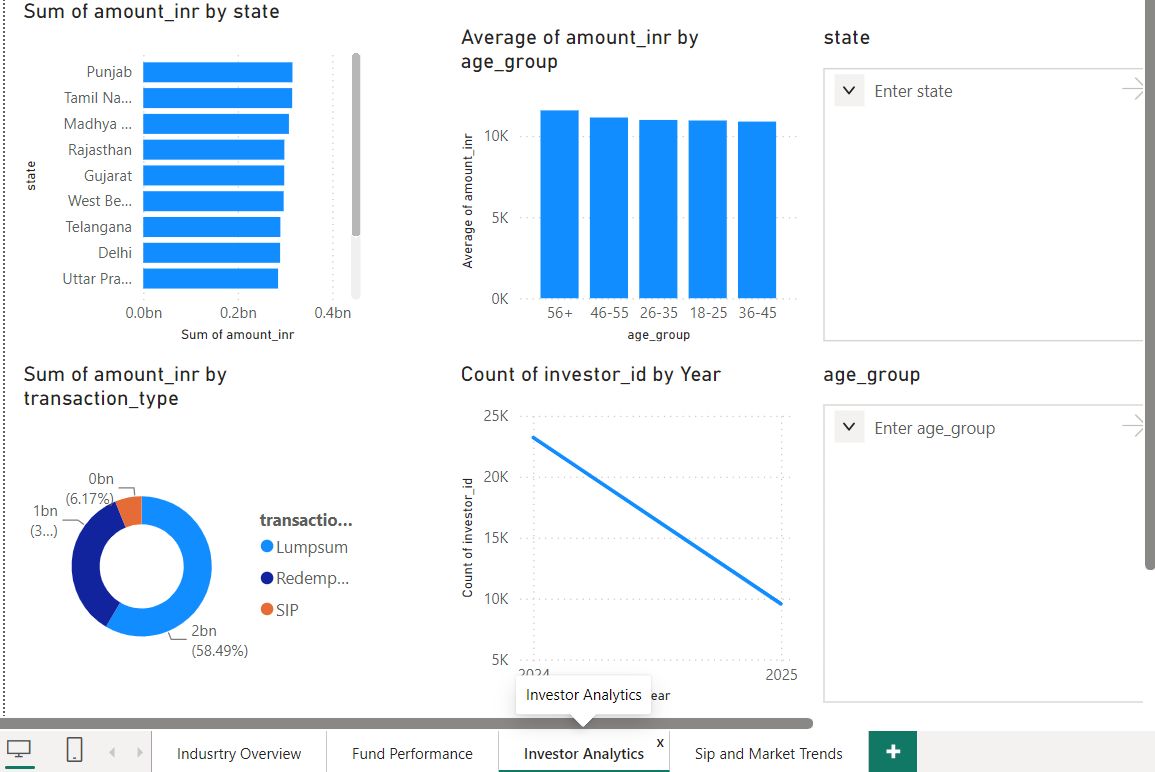 Sum of amount_inr by state
state
Punjab
Tamil Na...
Madhya ...
Rajasthan
Gujarat
West Be...
Telangana
Delhi
Uttar Pra...
0.0bn 0.2bn 0.4bn
Sum of amount_inr
Average of amount_inr by
age_group
Average of amount_inr
10K
5K
0K
56+ 46-55 26-35 18-25 36-45
age_group
state
Enter state
Sum of amount_inr by
transaction_type
0bn
(6.17%)
1bn
(3...)
2bn
(58.49%)
transactio...
Lumpsum
Redemp...
SIP
Count of investor_id by Year
Count of investor_id
25K
20K
15K
10K
5K
2024 2025
ear
age_group
Enter age_group
Investor Analytics
Indusrtry Overview
Fund Performance
Investor Analytics
x
Sip and Market Trends
+